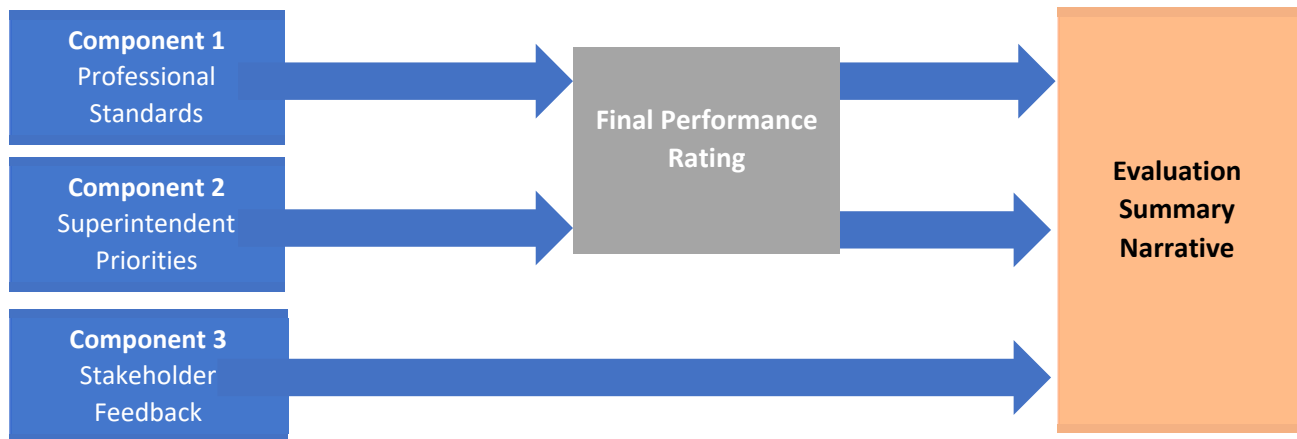 Component 1
Professional
Standards
Final Performance
Rating
Component 2
Superintendent
Priorities
Evaluation
Summary
Narrative
Component 3
Stakeholder
Feedback